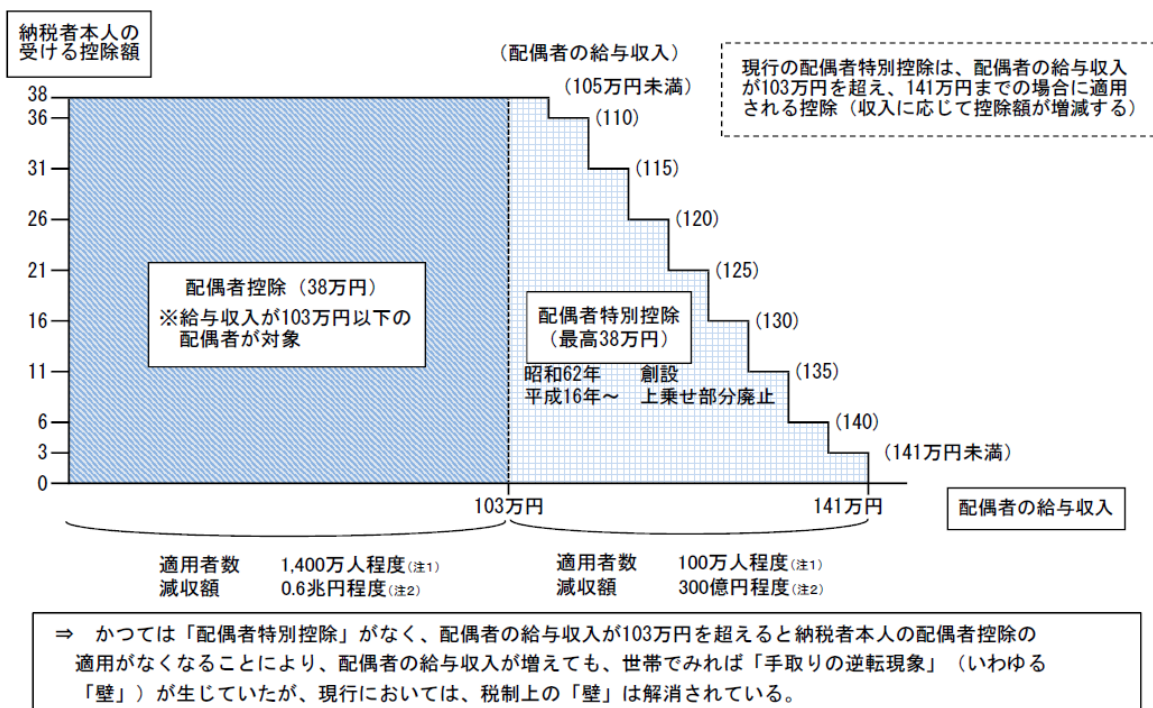 納税者本人の
受ける控除額
(配偶者の給与収入)
(105万円未満)
現行の配偶者特別控除は、配偶者の給与収入
が103万円を超え、141万円までの場合に適用
される控除(収入に応じて控除額が増減する)
38
36
31
26
21
16
11
6
3
0
(110)
(115)
(120)
(125)
(130)
(135)
(140)
(141万円未満)
配偶者控除(38万円)
※給与収入が103万円以下の
配偶者が対象
配偶者特別控除
(最高38万円)
昭和62年 創設
平成16年~ 上乗せ部分廃止
103万円
141万円
配偶者の給与収入
適用者数 1,400万人程度(注1)
減収額 0.6兆円程度(注2)
適用者数 100万人程度(注1)
減収額 300億円程度(注2)
⇒ かつては「配偶者特別控除」がなく、配偶者の給与収入が103万円を超えると納税者本人の配偶者控除の
適用がなくなることにより、配偶者の給与収入が増えても、世帯でみれば「手取りの逆転現象」(いわゆる
「壁」)が生じていたが、現行においては、税制上の「壁」は解消されている。